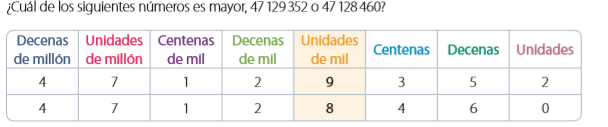 ¿Cuál de los siguientes números es mayor, 47 129 352 o 47 128 460?
Decenas de millón Unidades de millón Centenas de mil Decenas de mil Unidades de mil Centenas Decenas Unidades
4 7 1 2 9 3 5 2
4 7 1 2 8 4 6 0